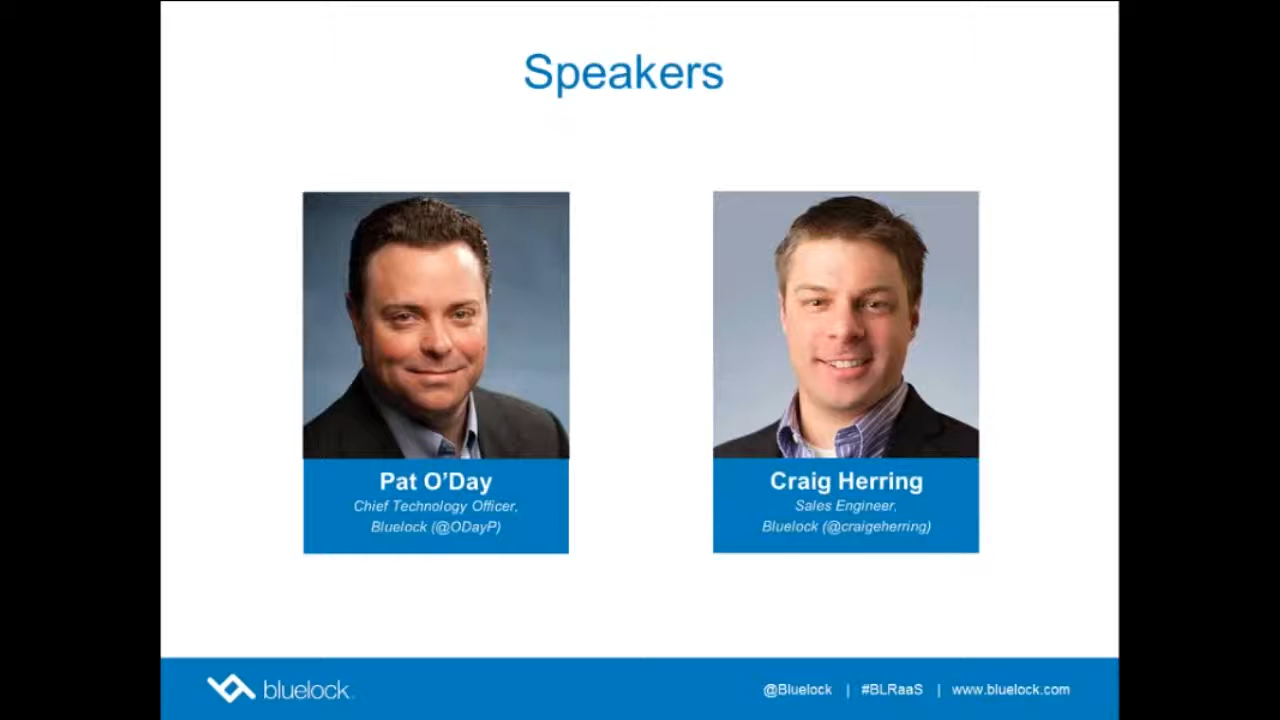 Speakers
Pat O’Day
Chief Technology Officer,
Bluelock (@ODayP)
Craig Herring
Sales Engineer,
Bluelock (@craigeherring)
bluelock
@Bluelock | #BLRaaS | www.bluelock.com